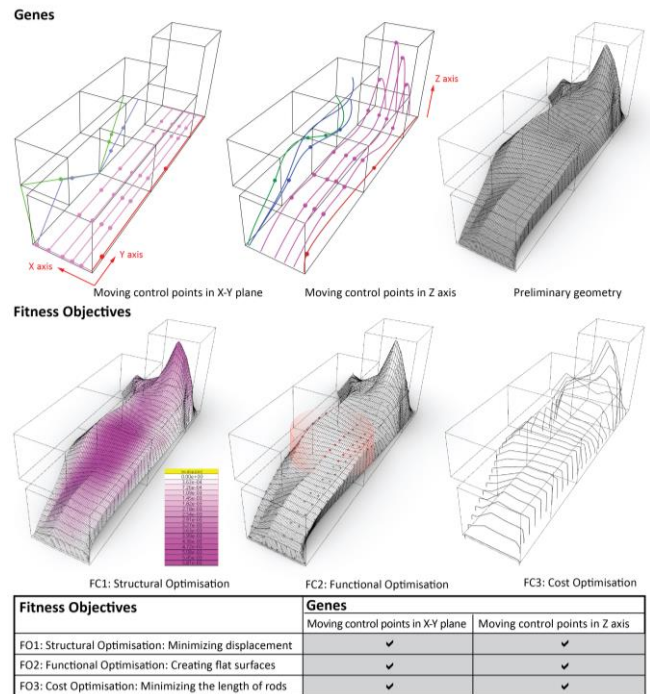 Genes
Z axis
X axis
Y axis
Moving control points in X-Y plane
Moving control points in Z axis
Preliminary geometry
Fitness Objectives
FC1: Structural Optimisation
FC2: Functional Optimisation
FC3: Cost Optimisation
Fitness Objectives
Genes
Moving control points in X-Y plane
Moving control points in Z axis
FO1: Structural Optimisation: Minimizing displacement
✔
✔
FO2: Functional Optimisation: Creating flat surfaces
✔
✔
FO3: Cost Optimisation: Minimizing the length of rods
✔
✔